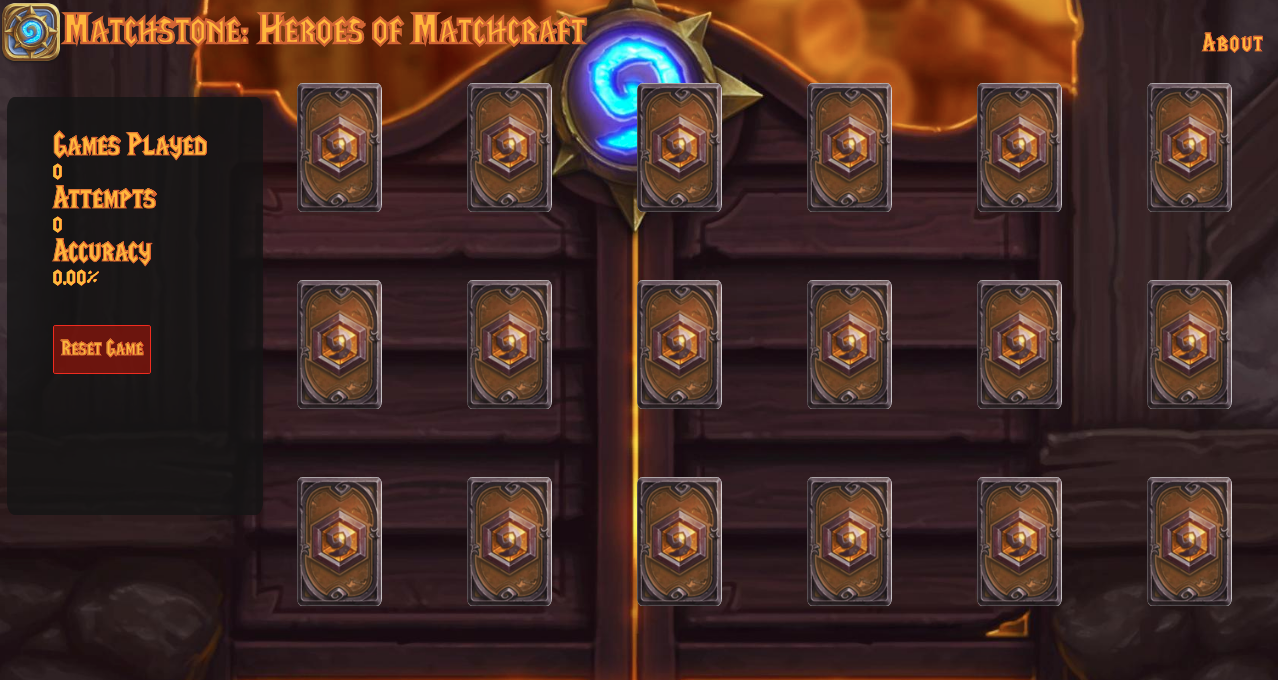 Matchstone: Heroes of Matchcraft
About
Games Played
0
Attempts
0
Accuracy
0.00%
Reset Game